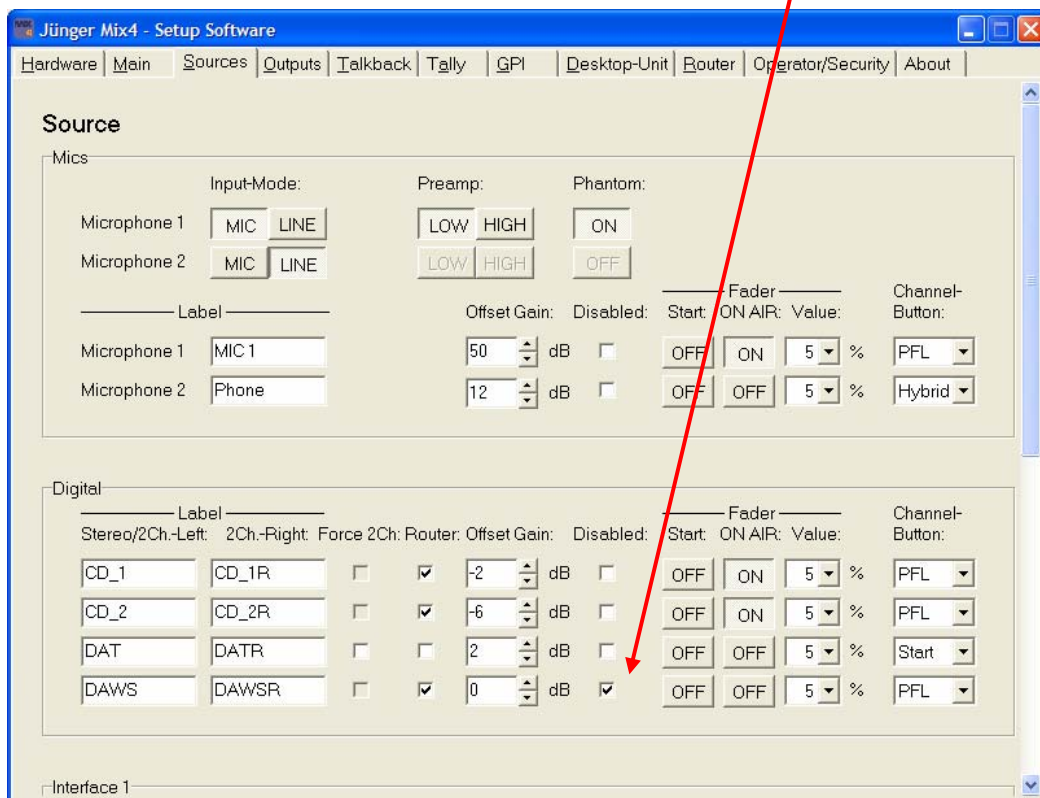 Jünger Mix4 - Setup Software
Hardware Main Sources Outputs Talkback Tally GPI Desktop-Unit Router Operator/Security About
Source
Mics
Input-Mode: Preamp: Phantom:
Microphone 1 MIC LINE LOW HIGH ON
Microphone 2 MIC LINE LOW HIGH OFF
Fader Channel-
Label Offset Gain: Disabled: Start: ON AIR: Value: Button:
Microphone 1 MIC 1 50 dB OFF ON 5 % PFL
Microphone 2 Phone 12 dB OFF OFF 5 % Hybrid
Digital
Label Fader Channel-
Stereo/2Ch.-Left: 2Ch.-Right: Force 2Ch: Router: Offset Gain: Disabled: Start: ON AIR: Value: Button:
CD_1 CD_1R -2 dB OFF ON 5 % PFL
CD_2 CD_2R -6 dB OFF ON 5 % PFL
DAT DATR 2 dB OFF OFF 5 % Start
DAWS DAWSR 0 dB OFF OFF 5 % PFL
Interface 1